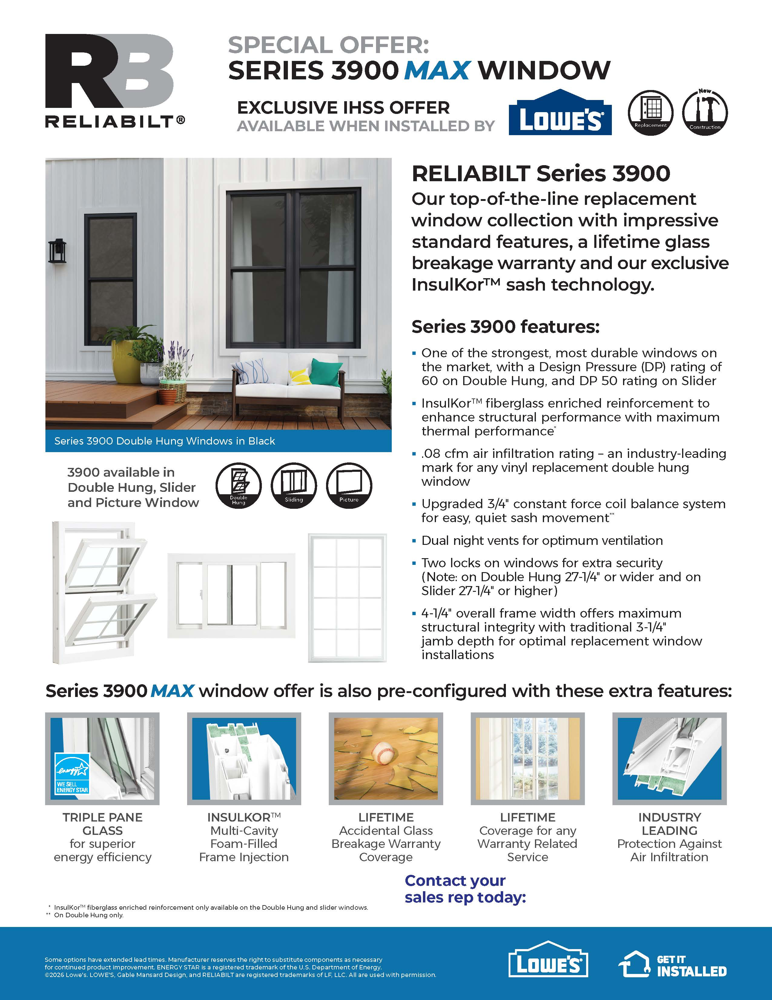 RB
RELIABILT®
SPECIAL OFFER:
SERIES 3900 MAX WINDOW
EXCLUSIVE IHSS OFFER
AVAILABLE WHEN INSTALLED BY
LOWE'S®
Replacement
New
Construction
Series 3900 Double Hung Windows in Black
3900 available in
Double Hung, Slider
and Picture Window
Double
Hung
Sliding
Picture
RELIABILT Series 3900
Our top-of-the-line replacement
window collection with impressive
standard features, a lifetime glass
breakage warranty and our exclusive
InsulKor™ sash technology.
Series 3900 features:
▪ One of the strongest, most durable windows on
the market, with a Design Pressure (DP) rating of
60 on Double Hung, and DP 50 rating on Slider
▪ InsulKor™ fiberglass enriched reinforcement to
enhance structural performance with maximum
thermal performance*
▪ .08 cfm air infiltration rating – an industry-leading
mark for any vinyl replacement double hung
window
▪ Upgraded 3/4" constant force coil balance system
for easy, quiet sash movement**
▪ Dual night vents for optimum ventilation
▪ Two locks on windows for extra security
(Note: on Double Hung 27-1/4" or wider and on
Slider 27-1/4" or higher)
▪ 4-1/4" overall frame width offers maximum
structural integrity with traditional 3-1/4"
jamb depth for optimal replacement window
installations
Series 3900 MAX window offer is also pre-configured with these extra features:
energy
WE SELL
ENERGY STAR
TRIPLE PANE
GLASS
for superior
energy efficiency
INSULKOR™
Multi-Cavity
Foam-Filled
Frame Injection
LIFETIME
Accidental Glass
Breakage Warranty
Coverage
LIFETIME
Coverage for any
Warranty Related
Service
INDUSTRY
LEADING
Protection Against
Air Infiltration
Contact your
sales rep today:
* InsulKor™ fiberglass enriched reinforcement only available on the Double Hung and slider windows.
** On Double Hung only.
Some options have extended lead times. Manufacturer reserves the right to substitute components as necessary
for continued product improvement. ENERGY STAR is a registered trademark of the U.S. Department of Energy.
©2026 Lowe's. LOWE'S, Gable Mansard Design, and RELIABILT are registered trademarks of LF, LLC. All are used with permission.
LOWE'S®
GET IT
INSTALLED